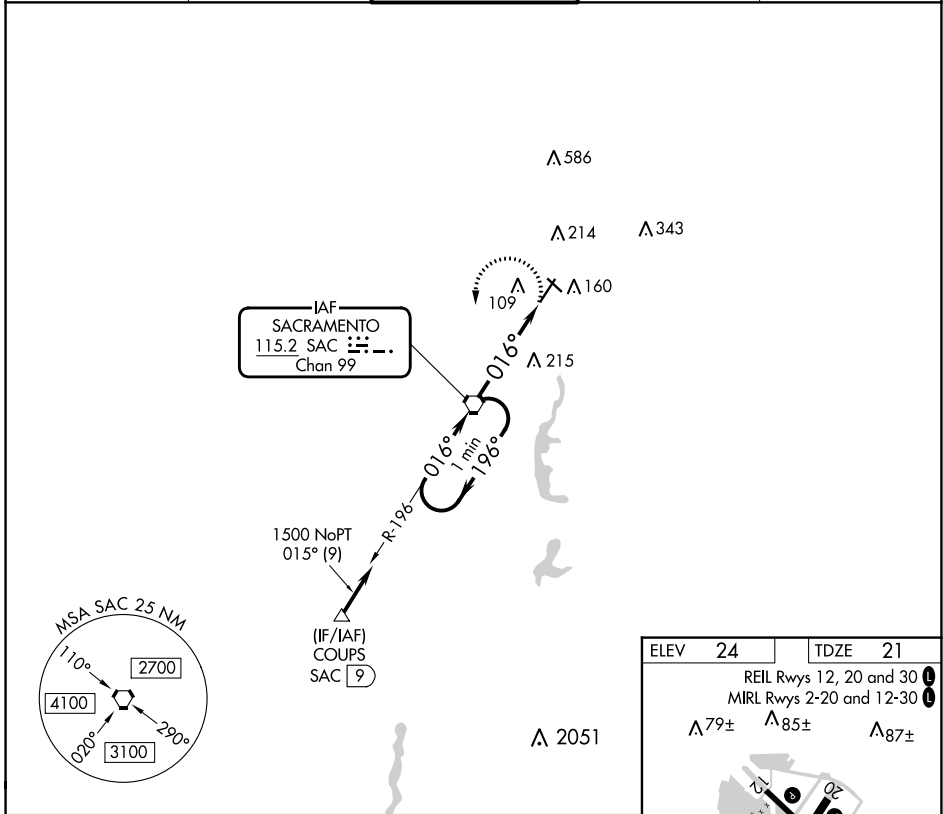 586
214
343
109
160
IAF
SACRAMENTO
115.2 SAC
Chan 99
016°
215
016°
1 min
196°
R-196
1500 NoPT
015° (9)
(IF/IAF)
COUPS
SAC 9
MSA SAC 25 NM
110°
2700
4100
020°
290°
3100
2051
ELEV 24 TDZE 21
REIL Rwys 12, 20 and 30 L
MIRL Rwys 2-20 and 12-30 L
79±
85±
87±
12
P
20